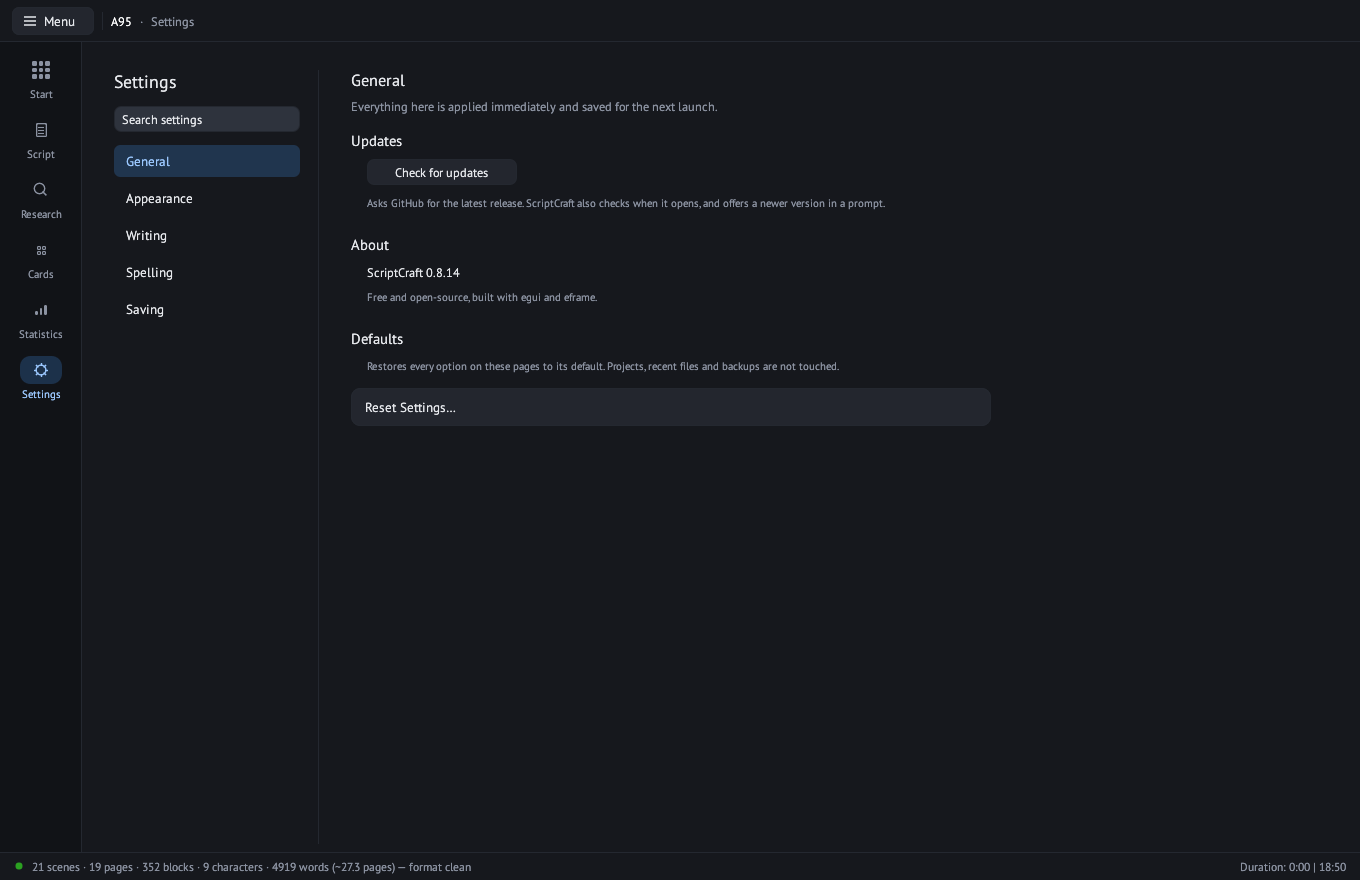 Menu
A95 · Settings
Start
Script
Research
Cards
Statistics
Settings
Settings
Search settings
General
Appearance
Writing
Spelling
Saving
General
Everything here is applied immediately and saved for the next launch.
Updates
Check for updates
Asks GitHub for the latest release. ScriptCraft also checks when it opens, and offers a newer version in a prompt.
About
ScriptCraft 0.8.14
Free and open-source, built with egui and eframe.
Defaults
Restores every option on these pages to its default. Projects, recent files and backups are not touched.
Reset Settings...
21 scenes · 19 pages · 352 blocks · 9 characters · 4919 words (~27.3 pages) — format clean
Duration: 0:00 | 18:50